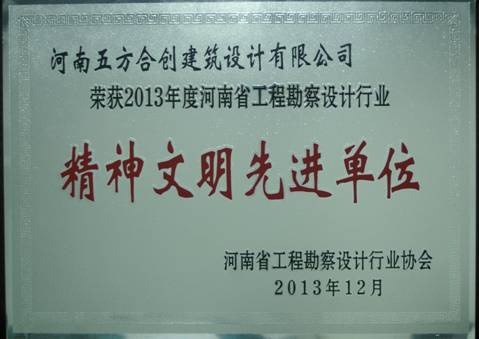 河南五方合创建筑设计有限公司
荣获2013年度河南省工程勘察设计行业
精神文明先进单位
河南省工程勘察设计行业协会
2013年12月